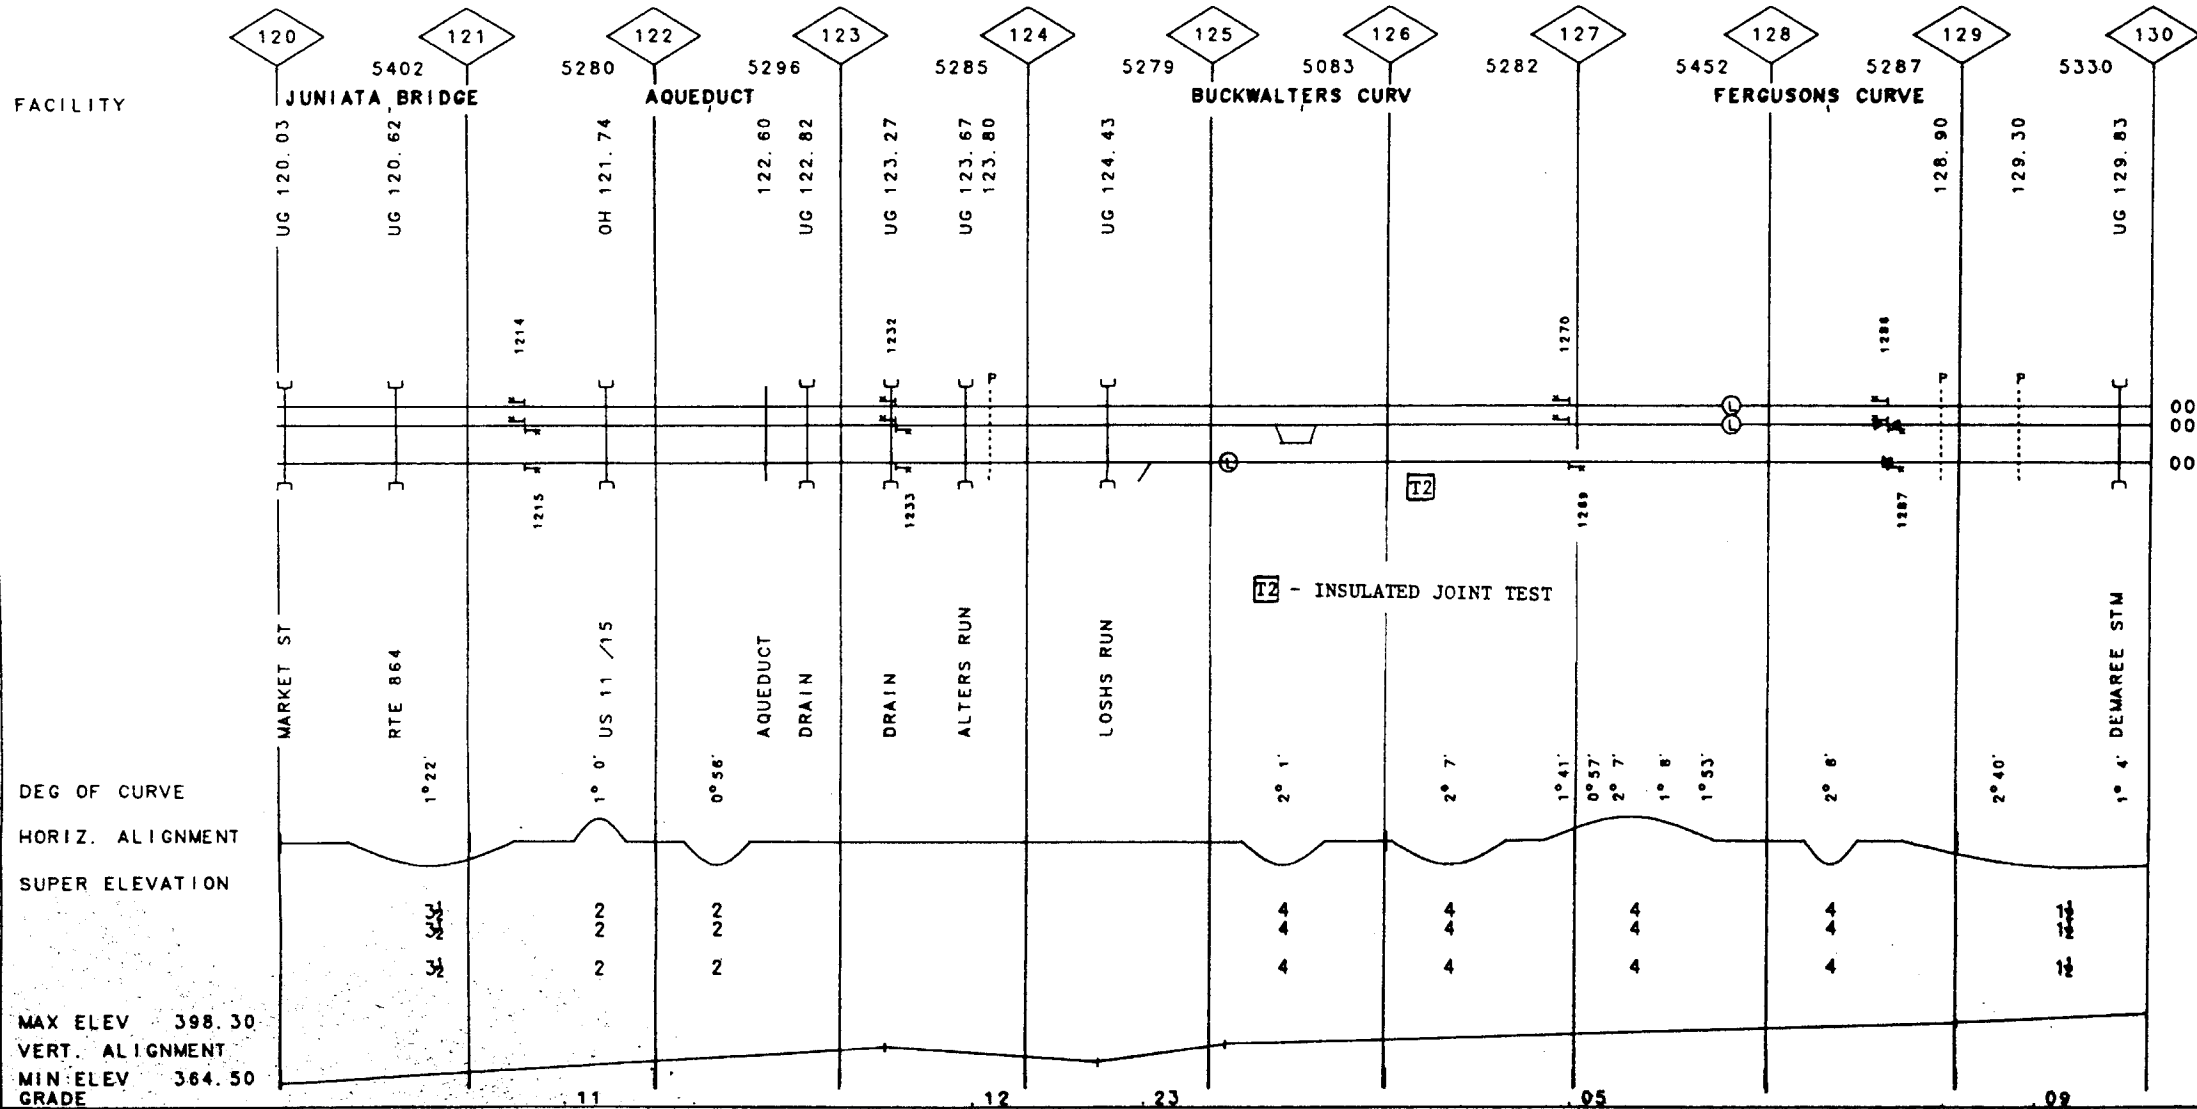 120 121 122 123 124 125 126 127 128 129 130
5402 5280 5296 5285 5279 5083 5282 5452 5287 5330
FACILITY JUNIATA BRIDGE AQUEDUCT BUCKWALTERS CURV FERGUSONS CURVE
UG 120.03
UG 120.62
OH 121.74
122.60
UG 122.82
UG 123.27
UG 123.67
123.80
UG 124.43
128.90
129.30
UG 129.83
1214 1232 1270 1286
P P P
L L
L
00
00
00
T2
1215 1233 1269 1287
T2 - INSULATED JOINT TEST
MARKET ST
RTE 864
US 11 /15
AQUEDUCT
DRAIN
DRAIN
ALTERS RUN
LOSHS RUN
DEMAREE STM
DEG OF CURVE 1°22' 1° 0' 0°56' 2° 1' 2° 7' 1°41' 0°57' 2° 7' 1° 8' 1°53' 2° 8' 2°40' 1° 4'
HORIZ. ALIGNMENT
SUPER ELEVATION
3½ 2 2 4 4 4 4 1½
3½ 2 2 4 4 4 4 1½
3½ 2 2 4 4 4 4 1½
MAX ELEV 398.30
VERT. ALIGNMENT
MIN ELEV 364.50
GRADE .11 .12 .23 .05 .09